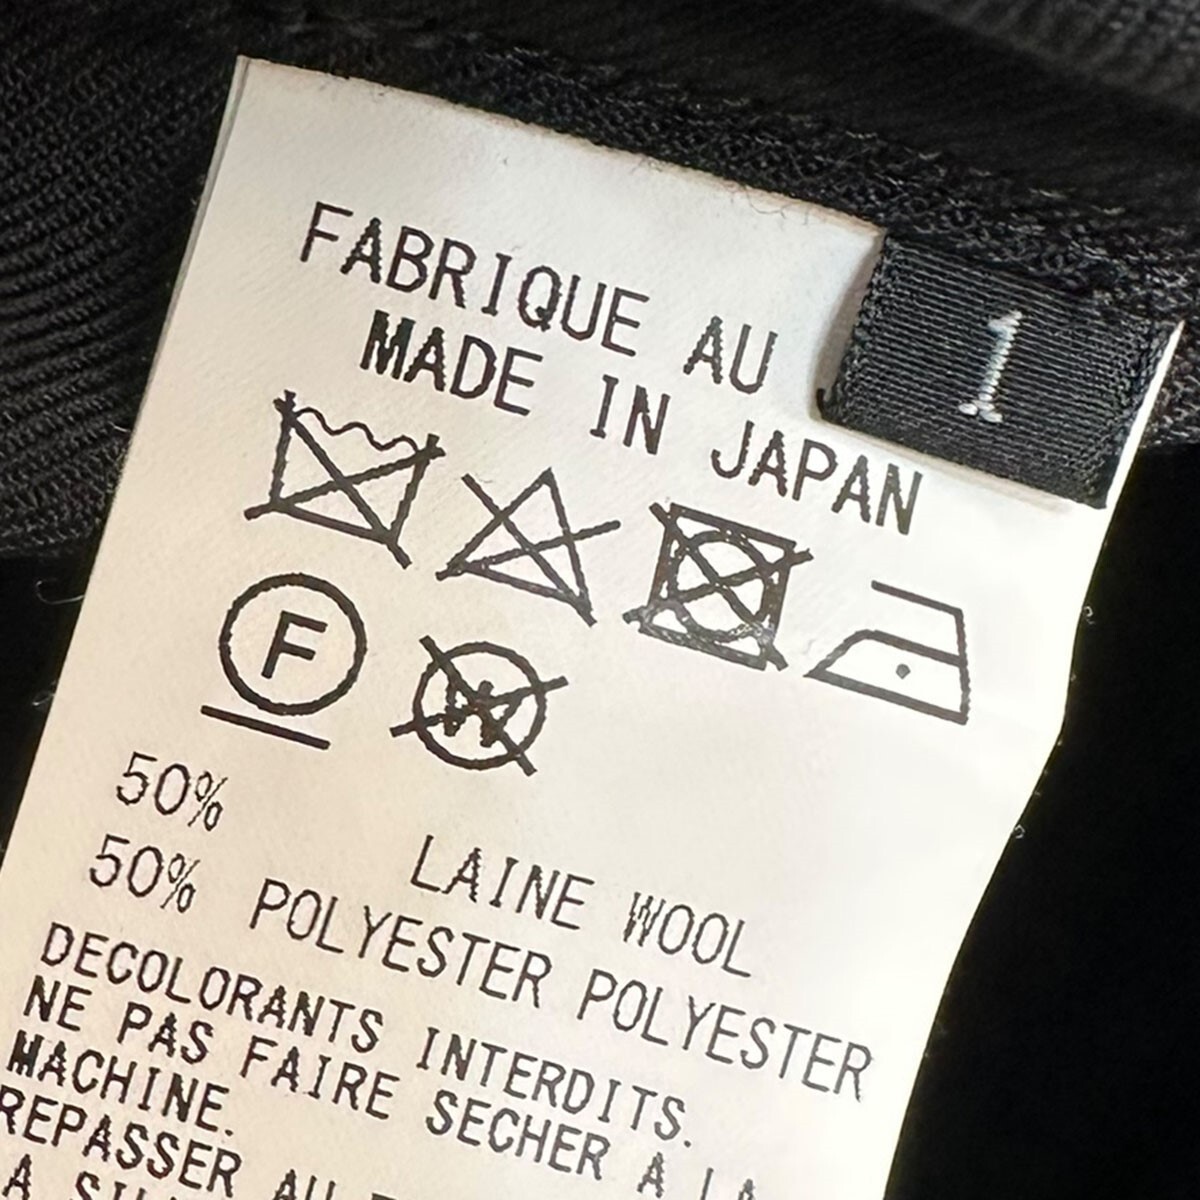 FABRIQUE AU
MADE IN JAPAN
1
F
W
50% LAINE WOOL
50% POLYESTER POLYESTER
DECOLORANTS INTERDITS.
NE PAS FAIRE SECHER A LA
MACHINE.
REPASSER AU
A